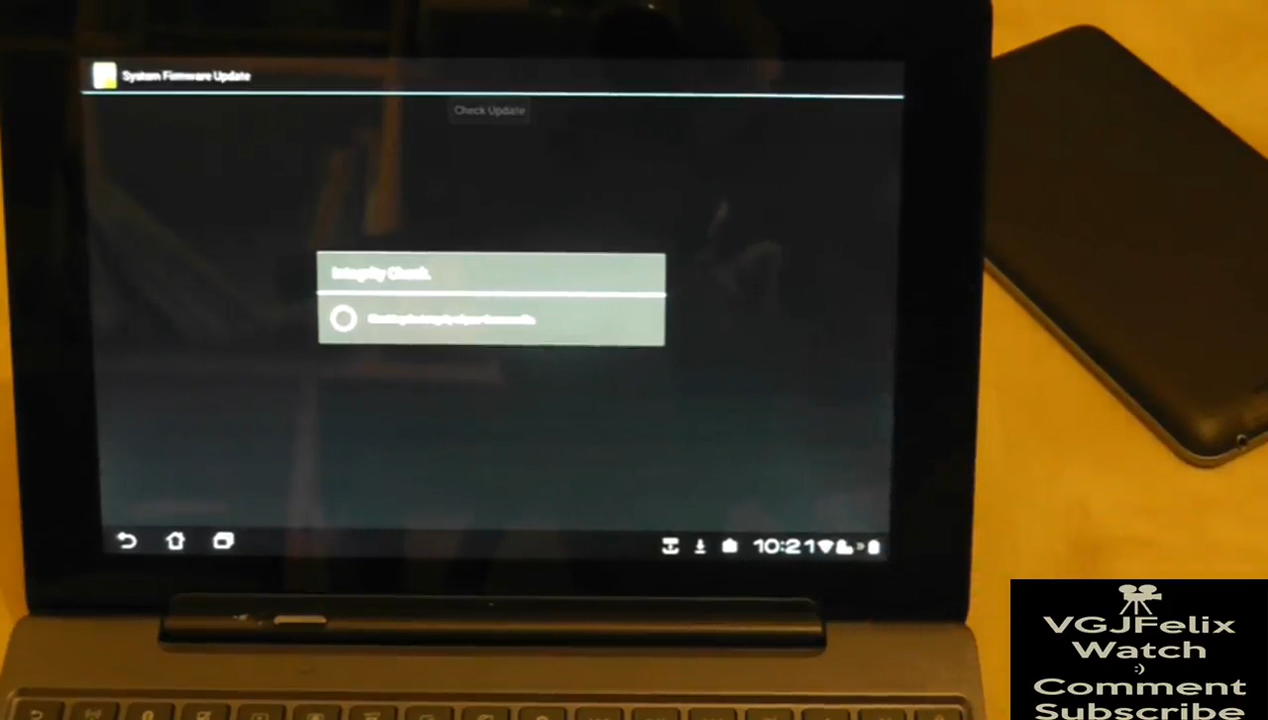 System Firmware Update
Check Update
Integrity Check.
10:21
VGJFelix
Watch
:)
Comment
Subscribe